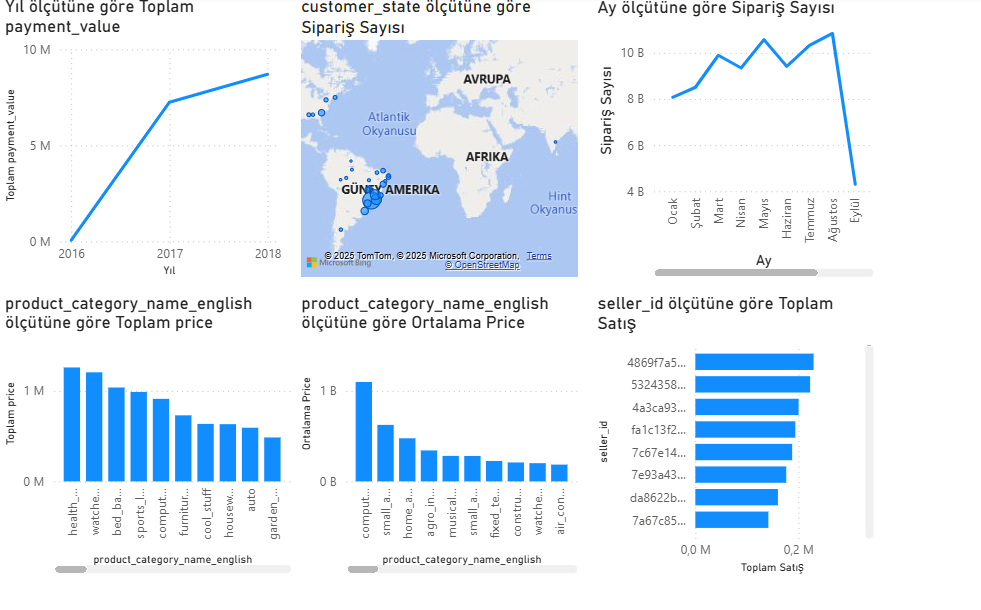 Yıl ölçütüne göre Toplam
payment_value
10 M
5 M
0 M
Toplam payment_value
2016
2017
2018
Yıl
customer_state ölçütüne göre
Sipariş Sayısı
AVRUPA
Atlantik
Okyanusu
AFRIKA
GÜNEY AMERIKA
Hint
Okyanus
© 2025 TomTom, © 2025 Microsoft Corporation, Terms
Microsoft Bing
© OpenStreetMap
Ay ölçütüne göre Sipariş Sayısı
10 B
8 B
6 B
4 B
Sipariş Sayısı
Ocak
Şubat
Mart
Nisan
Mayıs
Haziran
Temmuz
Ağustos
Eylül
Ay
product_category_name_english
ölçütüne göre Toplam price
1 M
0 M
Toplam price
health_...
watche...
bed_ba...
sports_l...
comput...
furnitur...
cool_stuff
housew...
auto
garden_...
product_category_name_english
product_category_name_english
ölçütüne göre Ortalama Price
1 B
0 B
Ortalama Price
comput...
small_a...
home_a...
agro_in...
musical...
small_a...
fixed_te...
constru...
watche...
air_con...
product_category_name_english
seller_id ölçütüne göre Toplam
Satış
seller_id
4869f7a5...
5324358...
4a3ca93...
fa1c13f2...
7c67e14...
7e93a43...
da8622b...
7a67c85...
0,0 M
0,2 M
Toplam Satış